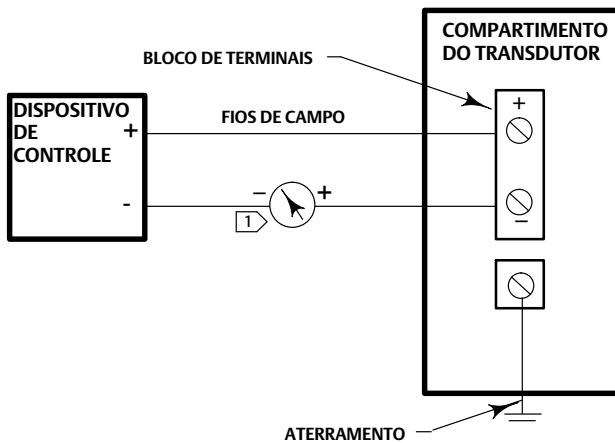 COMPARTIMENTO
DO TRANSDUTOR
BLOCO DE TERMINAIS
+
DISPOSITIVO
DE
CONTROLE
+
-
FIOS DE CAMPO
− +
1
−
ATERRAMENTO